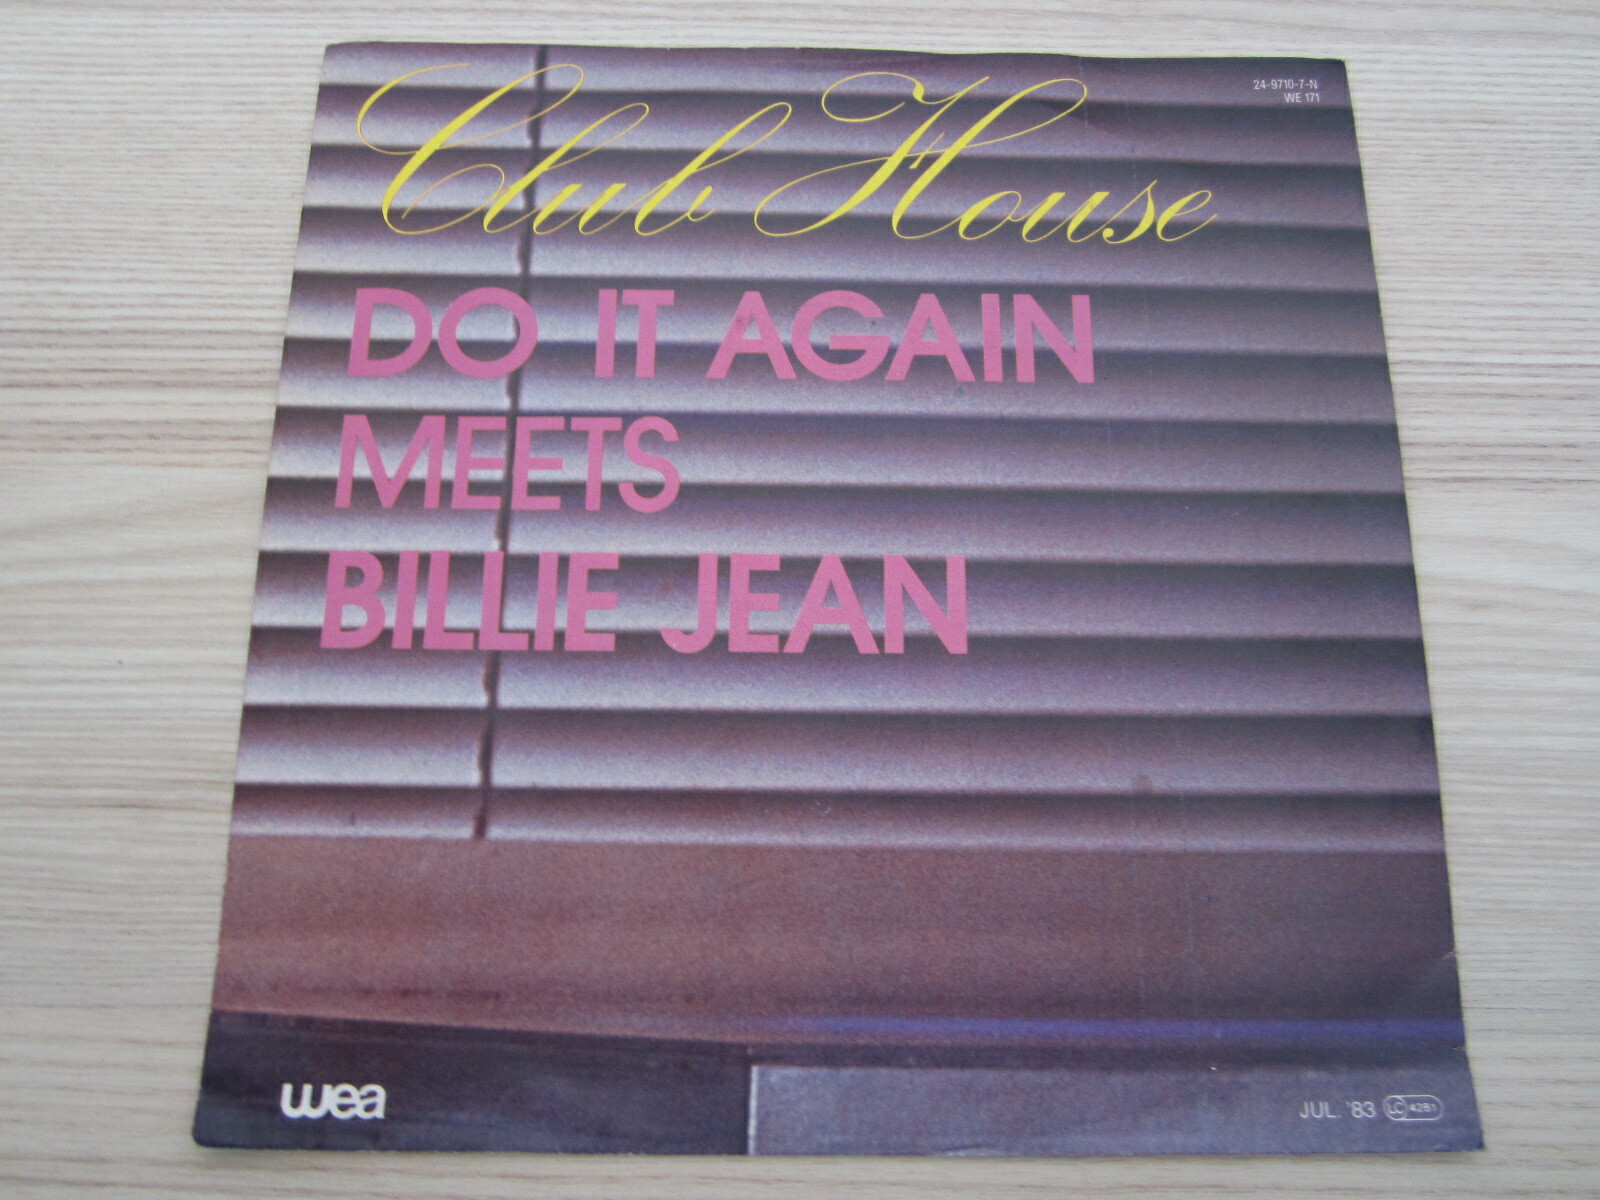 Club House
24-9710-7-N
WE 171
DO IT AGAIN
MEETS
BILLIE JEAN
wea
JUL. '83 LC 4281